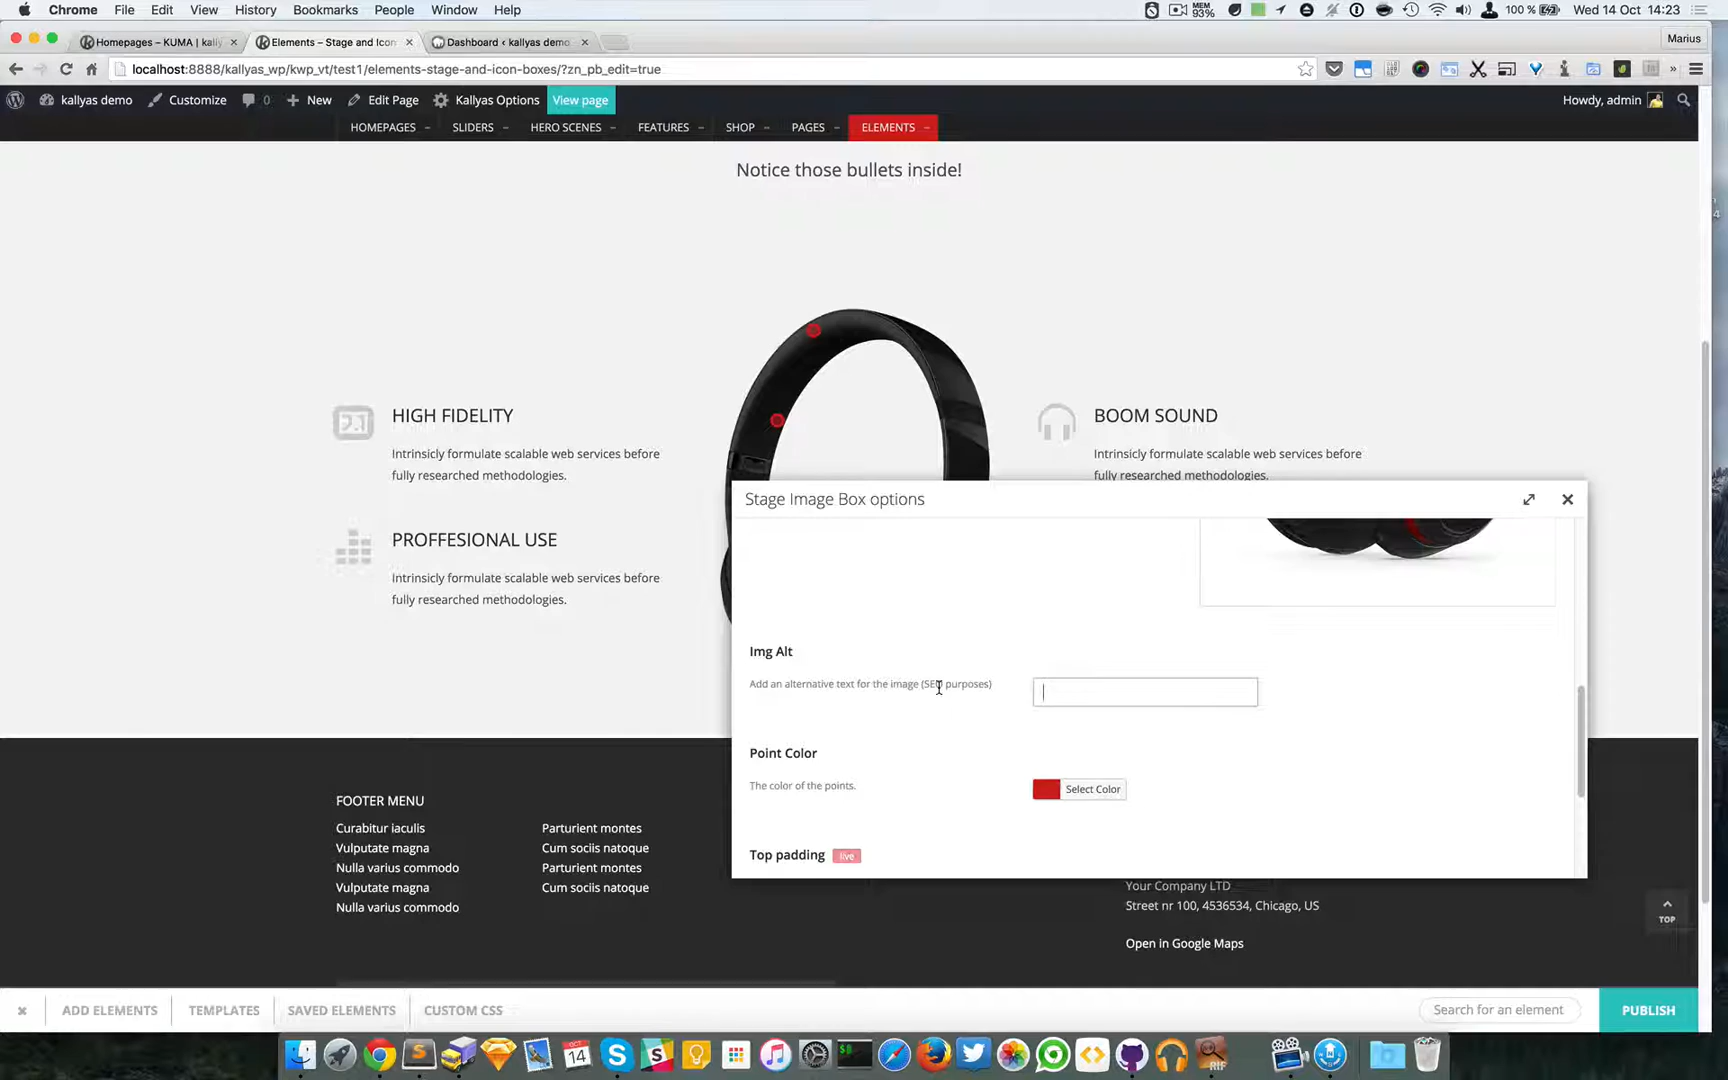 Chrome File Edit View History Bookmarks People Window Help MEM 93% 100 % Wed 14 Oct 14:23
Homepages – KUMA | kally Elements – Stage and Icon Dashboard ‹ kallyas demo Marius
localhost:8888/kallyas_wp/kwp_vt/test1/elements-stage-and-icon-boxes/?zn_pb_edit=true
kallyas demo Customize 0 New Edit Page Kallyas Options View page Howdy, admin
HOMEPAGES SLIDERS HERO SCENES FEATURES SHOP PAGES ELEMENTS
Notice those bullets inside!
HIGH FIDELITY
Intrinsicly formulate scalable web services before
fully researched methodologies.
PROFFESIONAL USE
Intrinsicly formulate scalable web services before
fully researched methodologies.
BOOM SOUND
Intrinsicly formulate scalable web services before
fully researched methodologies.
Stage Image Box options
Img Alt
Add an alternative text for the image (SEO purposes)
Point Color
The color of the points.
Select Color
Top padding live
FOOTER MENU
Curabitur iaculis
Vulputate magna
Nulla varius commodo
Vulputate magna
Nulla varius commodo
Parturient montes
Cum sociis natoque
Parturient montes
Cum sociis natoque
Your Company LTD
Street nr 100, 4536534, Chicago, US
Open in Google Maps
TOP
ADD ELEMENTS TEMPLATES SAVED ELEMENTS CUSTOM CSS Search for an element PUBLISH
14
RIF